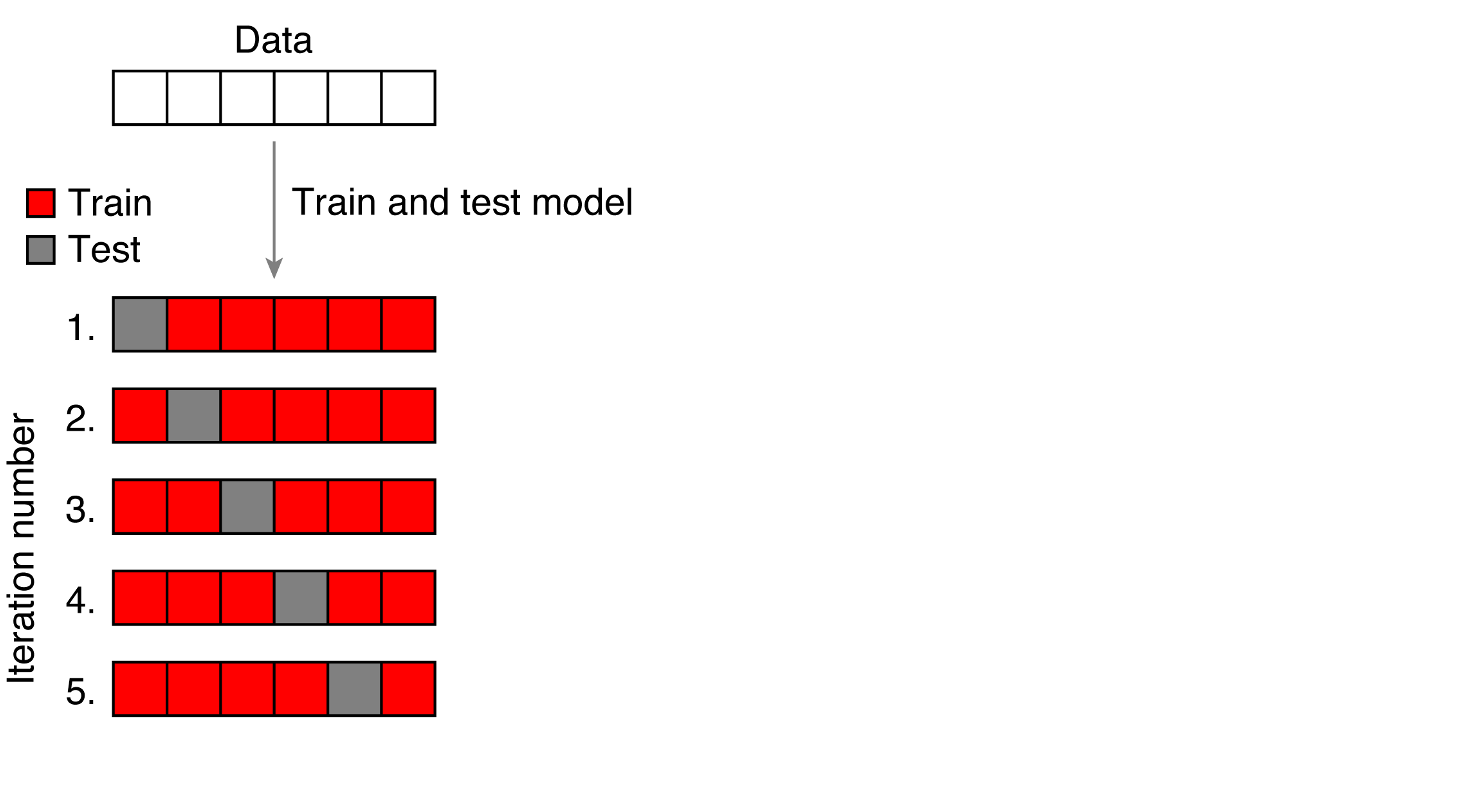 Data
Train and test model
Train
Test
Iteration number
1.
2.
3.
4.
5.